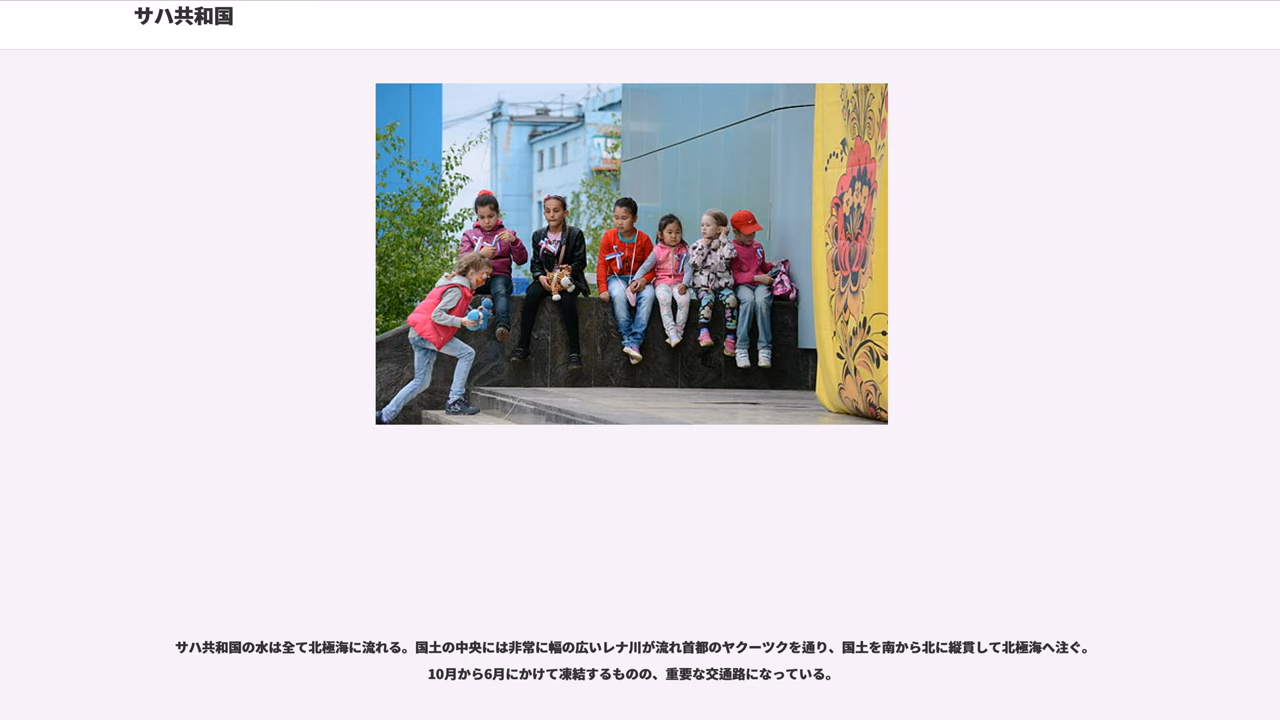 サハ共和国
サハ共和国の水は全て北極海に流れる。国土の中央には非常に幅の広いレナ川が流れ首都のヤクーツクを通り、国土を南から北に縦貫して北極海へ注ぐ。
10月から6月にかけて凍結するものの、重要な交通路になっている。